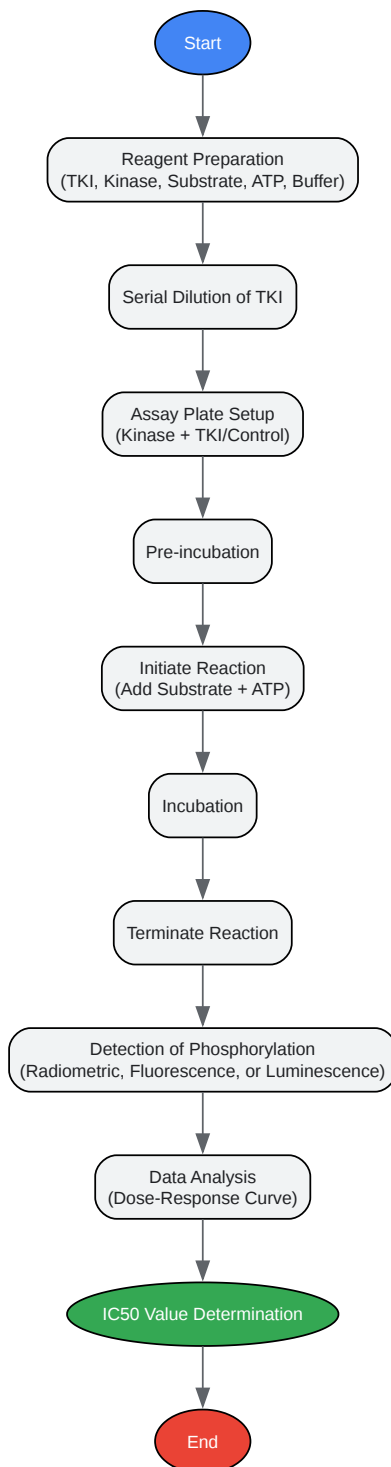 Start
Reagent Preparation
(TKI, Kinase, Substrate, ATP, Buffer)
Serial Dilution of TKI
Assay Plate Setup
(Kinase + TKI/Control)
Pre-incubation
Initiate Reaction
(Add Substrate + ATP)
Incubation
Terminate Reaction
Detection of Phosphorylation
(Radiometric, Fluorescence, or Luminescence)
Data Analysis
(Dose-Response Curve)
IC50 Value Determination
End